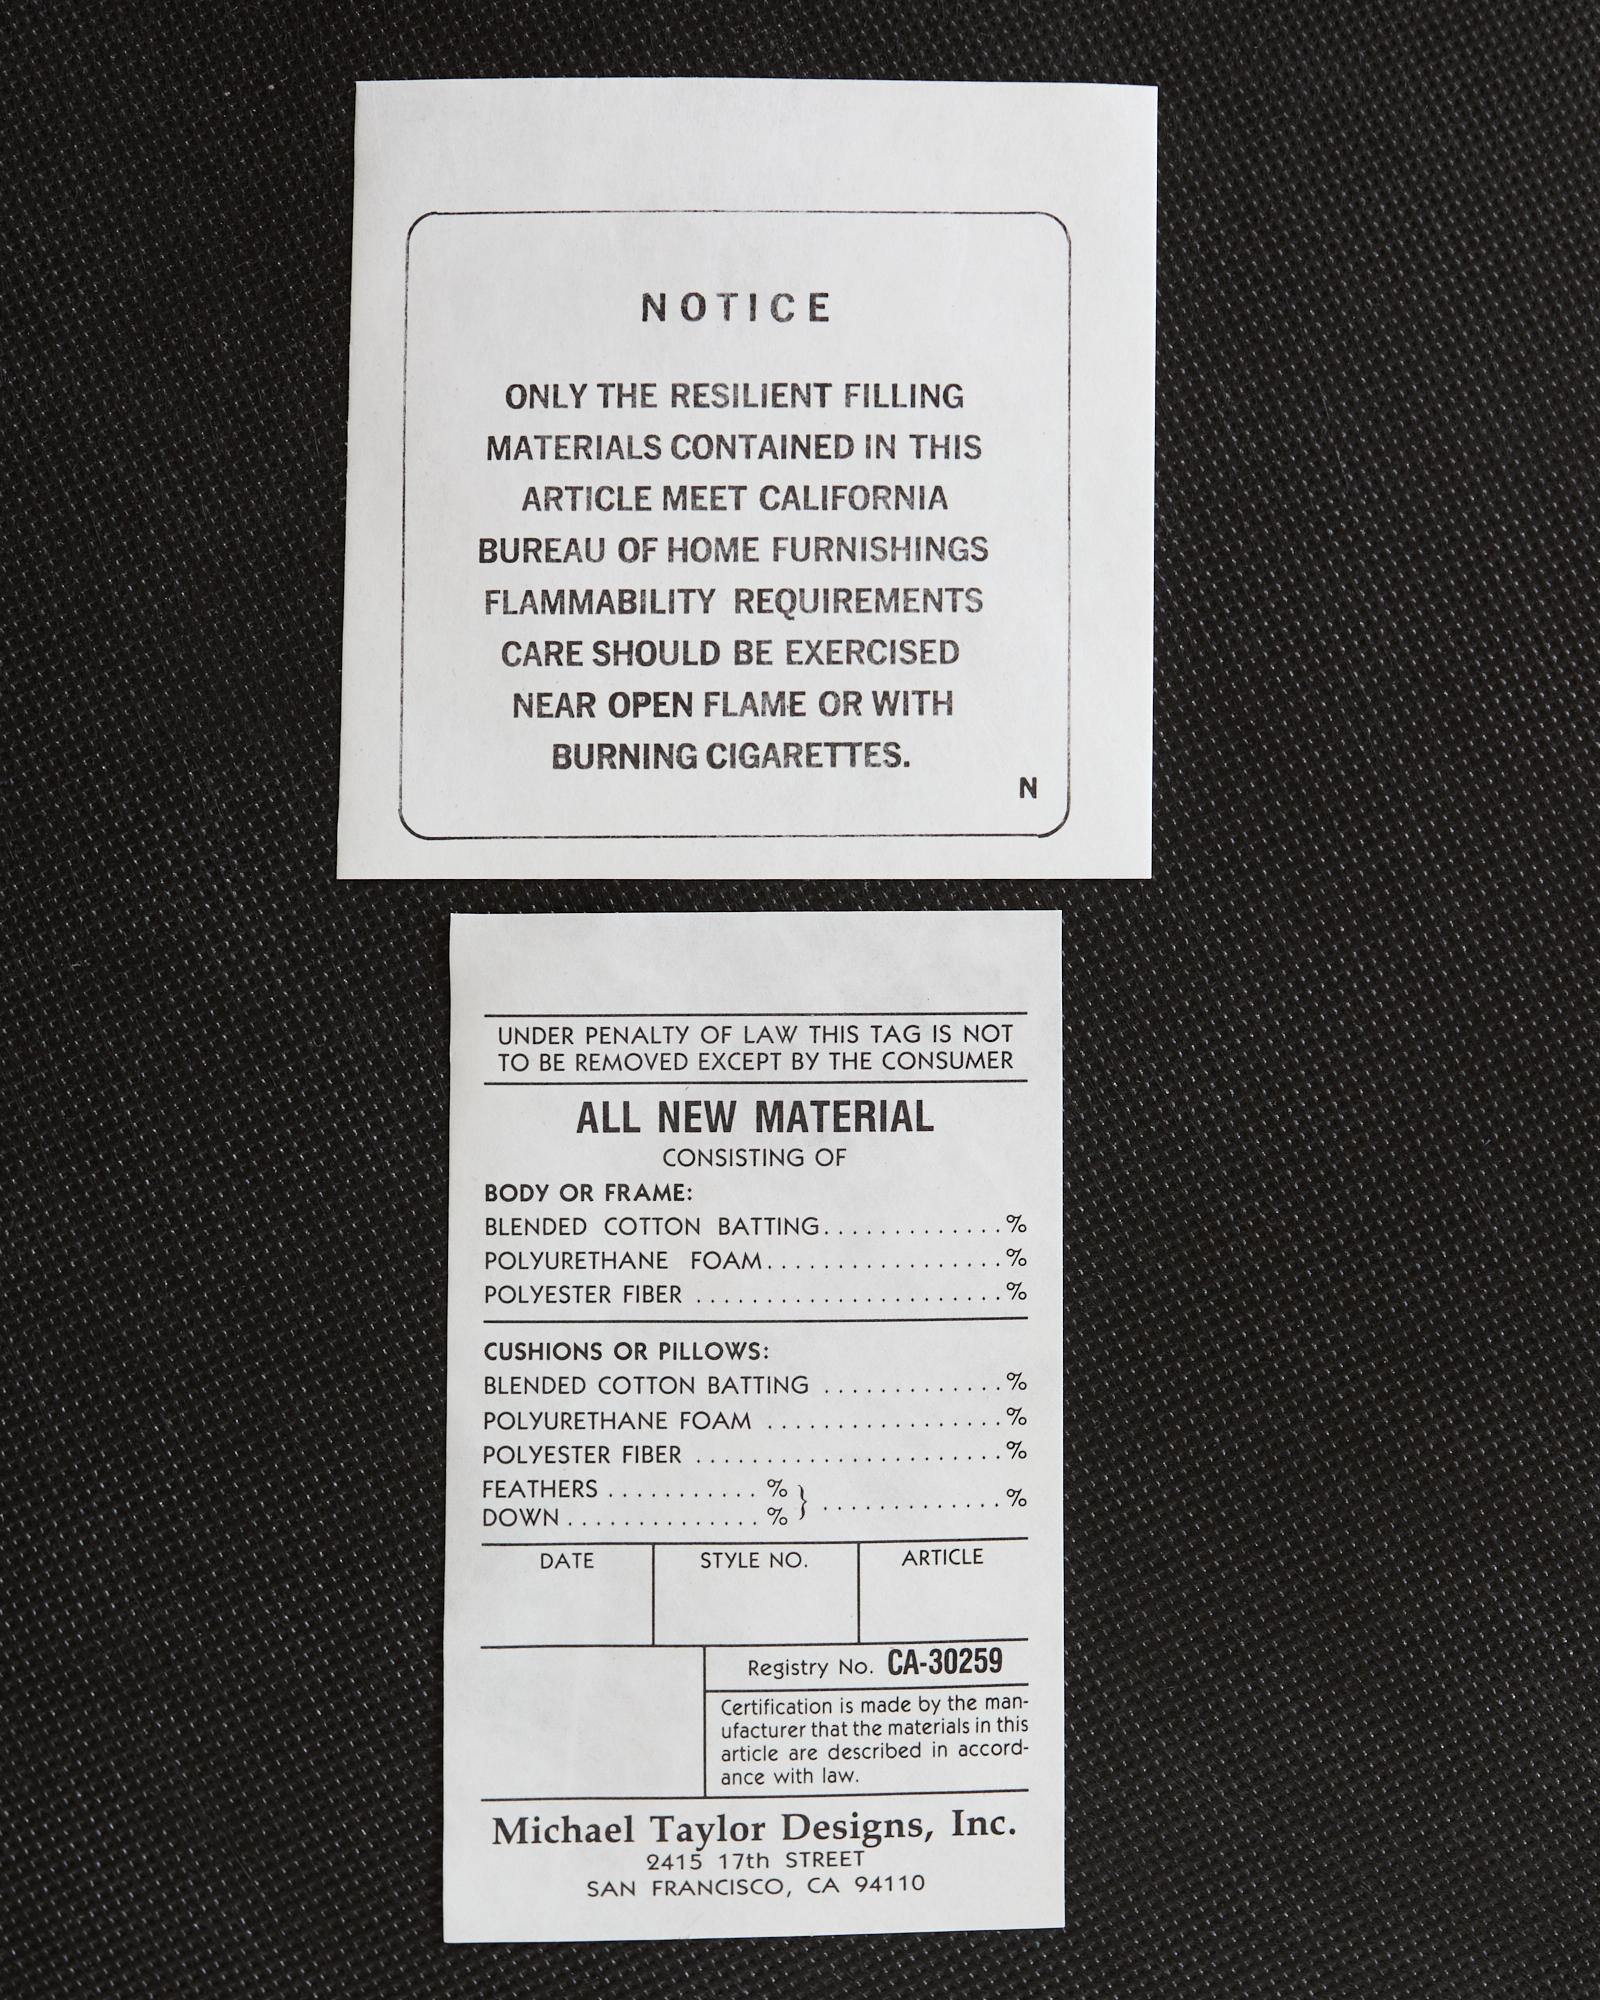 NOTICE
ONLY THE RESILIENT FILLING
MATERIALS CONTAINED IN THIS
ARTICLE MEET CALIFORNIA
BUREAU OF HOME FURNISHINGS
FLAMMABILITY REQUIREMENTS
CARE SHOULD BE EXERCISED
NEAR OPEN FLAME OR WITH
BURNING CIGARETTES.
N
UNDER PENALTY OF LAW THIS TAG IS NOT
TO BE REMOVED EXCEPT BY THE CONSUMER
ALL NEW MATERIAL
CONSISTING OF
BODY OR FRAME:
BLENDED COTTON BATTING.............%
POLYURETHANE FOAM.................%
POLYESTER FIBER ......................%
CUSHIONS OR PILLOWS:
BLENDED COTTON BATTING .............%
POLYURETHANE FOAM .................%
POLYESTER FIBER ......................%
FEATHERS ........... %
DOWN .............. % } .............%
DATE STYLE NO. ARTICLE
Registry No. CA-30259
Certification is made by the man-
ufacturer that the materials in this
article are described in accord-
ance with law.
Michael Taylor Designs, Inc.
2415 17th STREET
SAN FRANCISCO, CA 94110